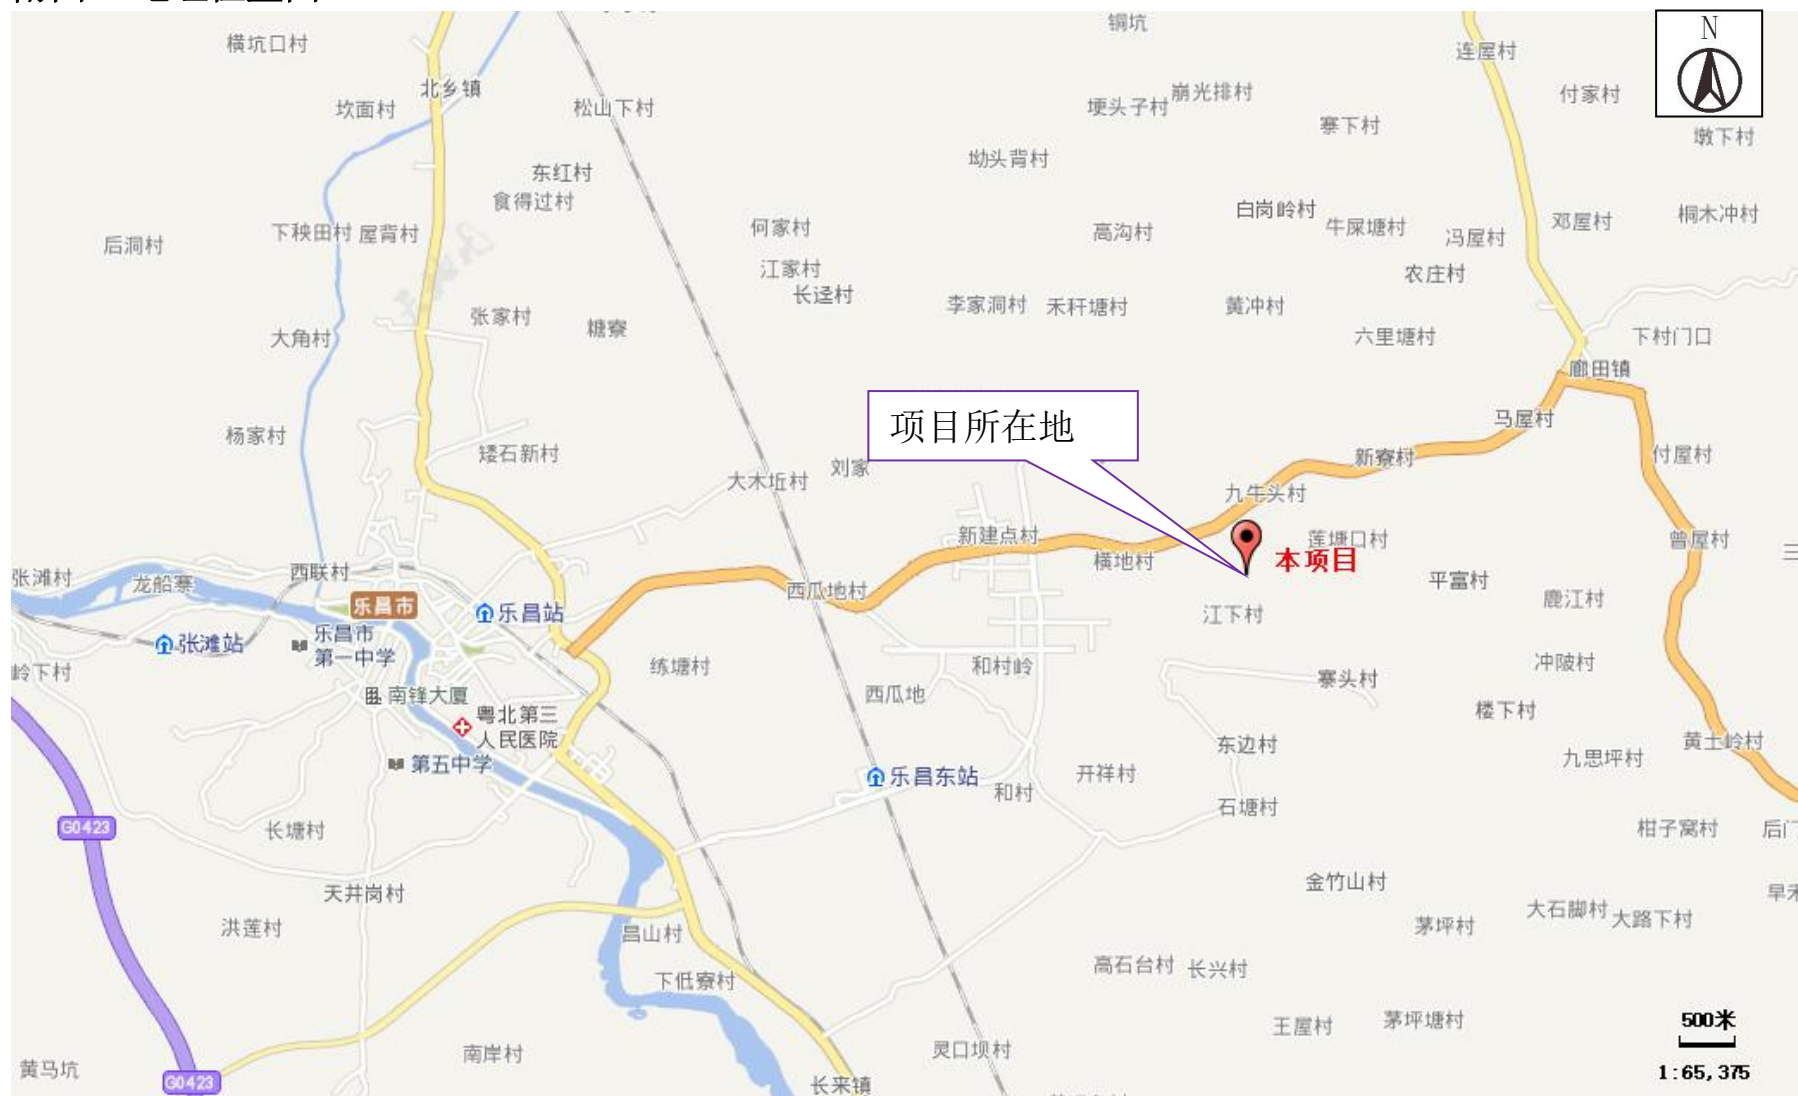 铜坑
横坑口村
连屋村
N
北乡镇
坎面村
松山下村
埂头子村
崩光排村
付家村
寨下村
墩下村
坳头背村
东红村
食得过村
白岗岭村
桐木冲村
后洞村
下秧田村
屋背村
何家村
高沟村
牛屎塘村
冯屋村
邓屋村
江家村
长迳村
农庄村
李家洞村
禾秆塘村
黄冲村
张家村
糖寮
大角村
六里塘村
下村门口
廊田镇
项目所在地
马屋村
杨家村
矮石新村
大木坵村
刘家
新寮村
付屋村
九牛头村
新建点村
横地村
莲塘口村
曾屋村
三
本项目
张滩村
龙船寨
西联村
西瓜地村
平富村
乐昌市
乐昌站
江下村
鹿江村
张滩站
乐昌市
第一中学
岭下村
练塘村
和村岭
冲陂村
南锋大厦
西瓜地
寨头村
粤北第三
人民医院
楼下村
第五中学
东边村
黄土岭村
九思坪村
乐昌东站
开祥村
和村
石塘村
G0423
长塘村
柑子窝村
后门
天井岗村
金竹山村
早禾
洪莲村
昌山村
大石脚村
大路下村
茅坪村
下低寮村
高石台村
长兴村
王屋村
茅坪塘村
500米
黄马坑
南岸村
灵口坝村
1:65,375
G0423
长来镇